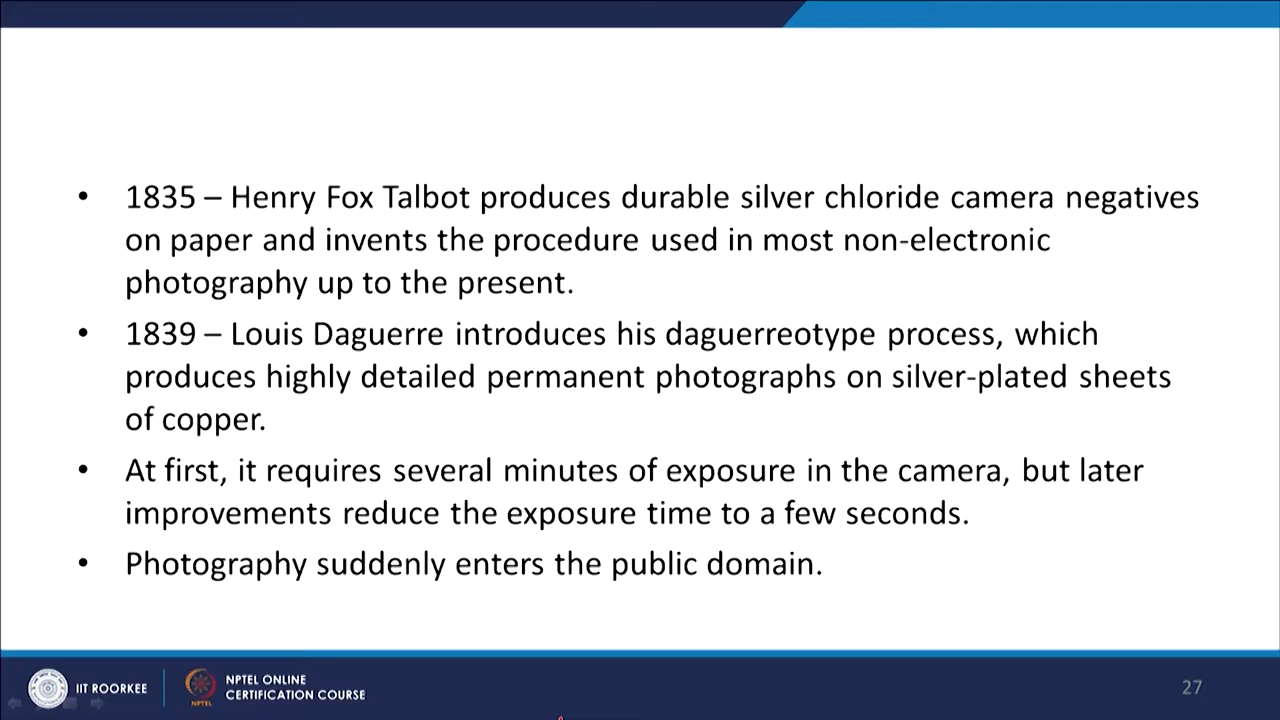 • 1835 – Henry Fox Talbot produces durable silver chloride camera negatives
on paper and invents the procedure used in most non-electronic
photography up to the present.
• 1839 – Louis Daguerre introduces his daguerreotype process, which
produces highly detailed permanent photographs on silver-plated sheets
of copper.
• At first, it requires several minutes of exposure in the camera, but later
improvements reduce the exposure time to a few seconds.
• Photography suddenly enters the public domain.
IIT ROORKEE
NPTEL
NPTEL ONLINE
CERTIFICATION COURSE
27